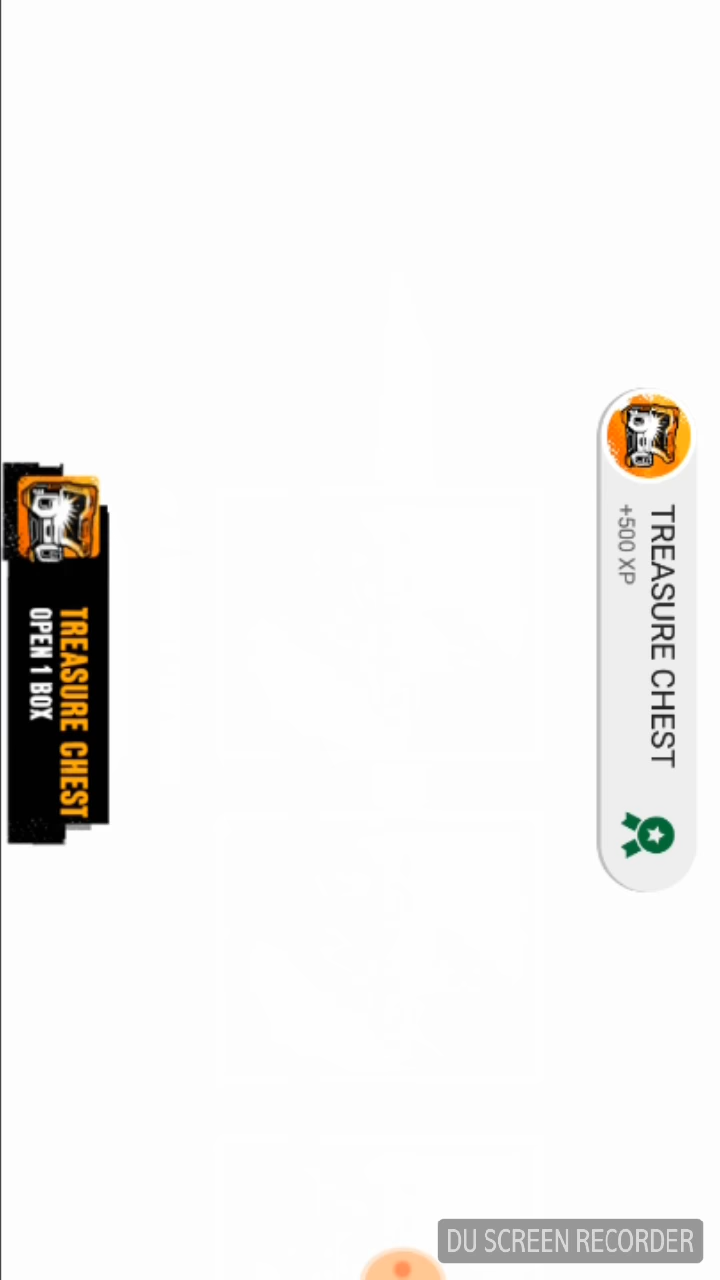 TREASURE CHEST
+500 XP
TREASURE CHEST
OPEN 1 BOX
DU SCREEN RECORDER